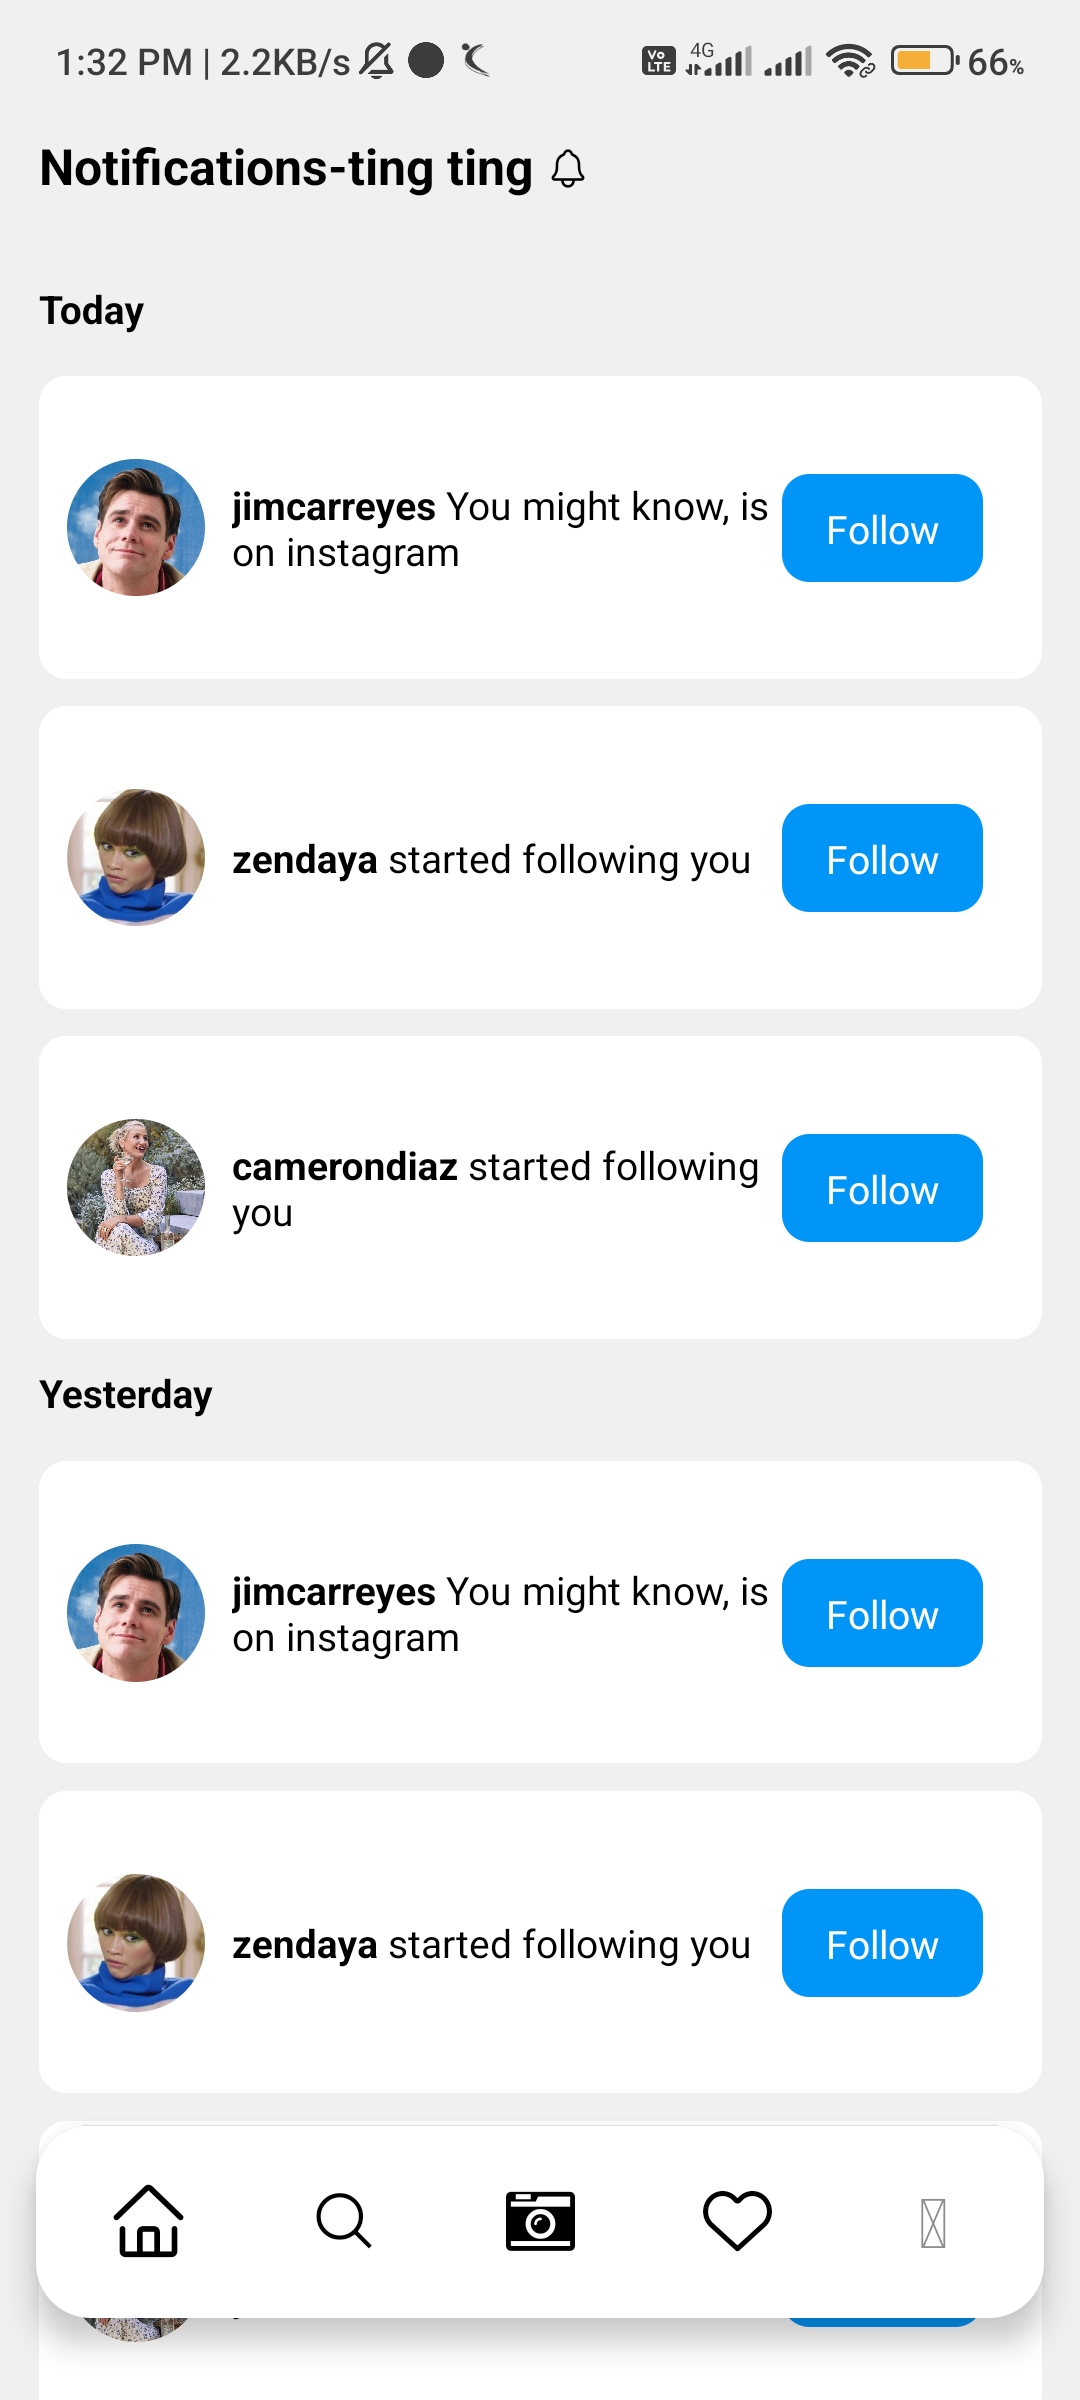 1:32 PM | 2.2KB/s
Vo LTE 4G 66%
Notifications-ting ting
Today
jimcarreyes You might know, is
on instagram
Follow
zendaya started following you
Follow
camerondiaz started following
you
Follow
Yesterday
jimcarreyes You might know, is
on instagram
Follow
zendaya started following you
Follow